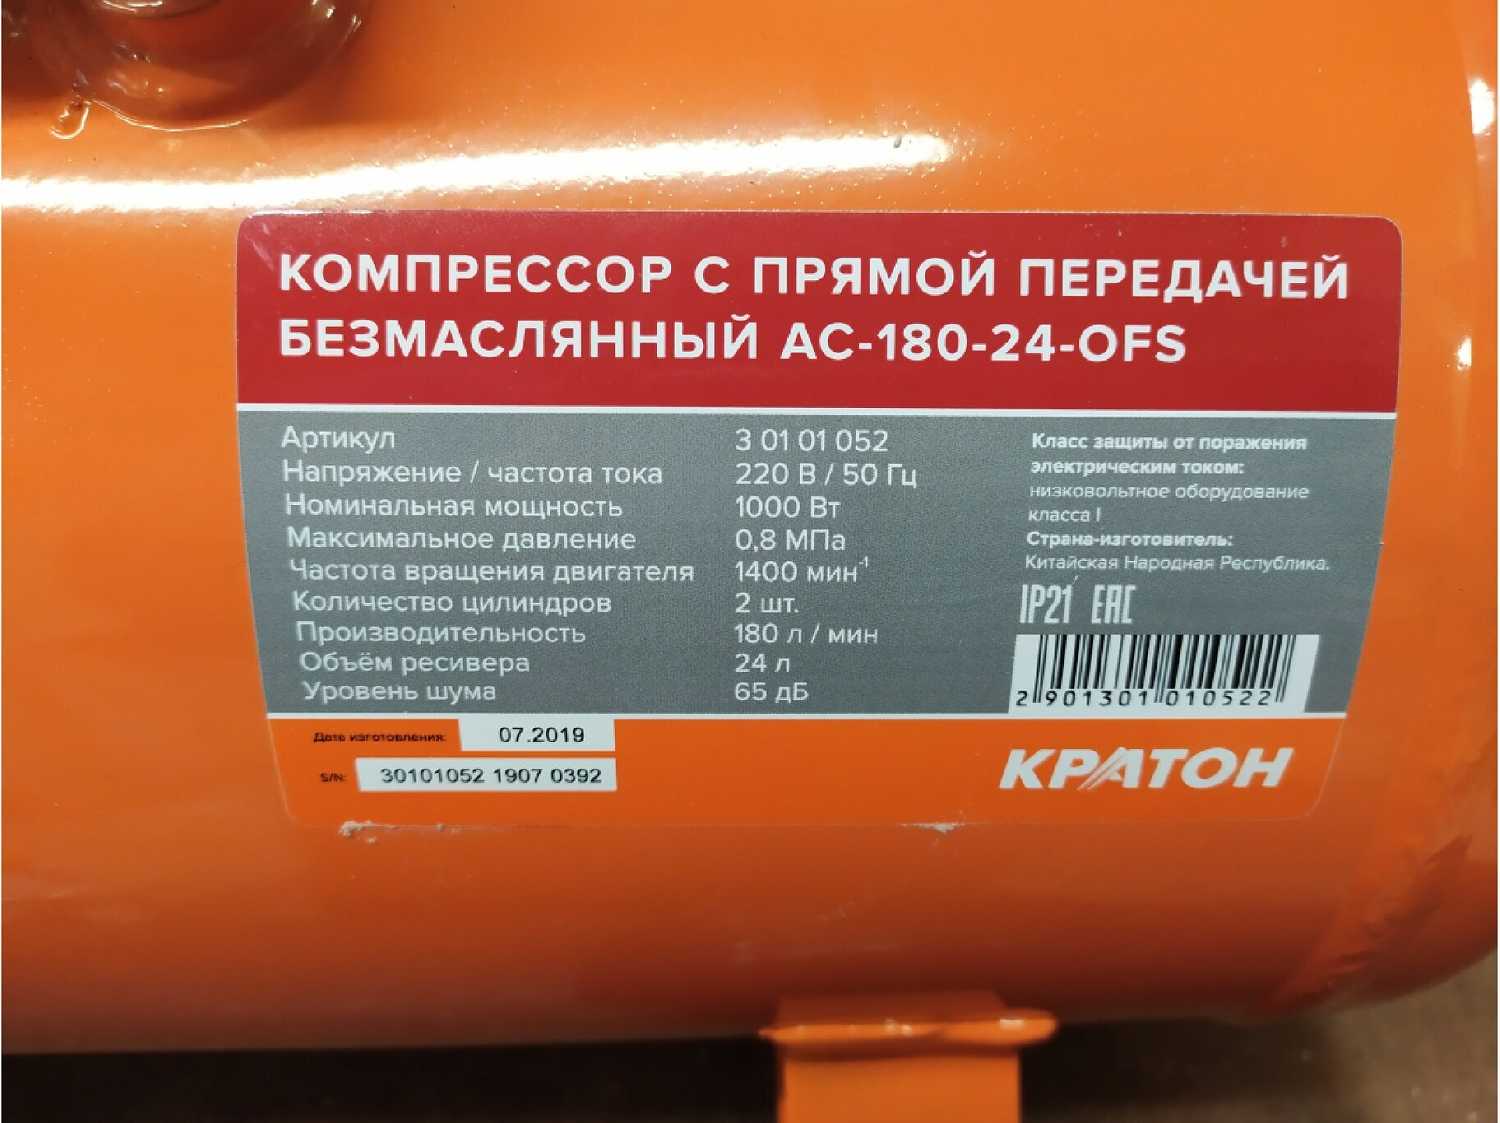 КОМПРЕССОР С ПРЯМОЙ ПЕРЕДАЧЕЙ
БЕЗМАСЛЯННЫЙ AC-180-24-OFS
Артикул 3 01 01 052
Напряжение / частота тока 220 В / 50 Гц
Номинальная мощность 1000 Вт
Максимальное давление 0,8 МПа
Частота вращения двигателя 1400 мин⁻¹
Количество цилиндров 2 шт.
Производительность 180 л / мин
Объём ресивера 24 л
Уровень шума 65 дБ
Класс защиты от поражения
электрическим током:
низковольтное оборудование
класса I
Страна-изготовитель:
Китайская Народная Республика.
IP21 EAC
2 901301 010522
Дата изготовления: 07.2019
S/N: 30101052 1907 0392
КРАТОН